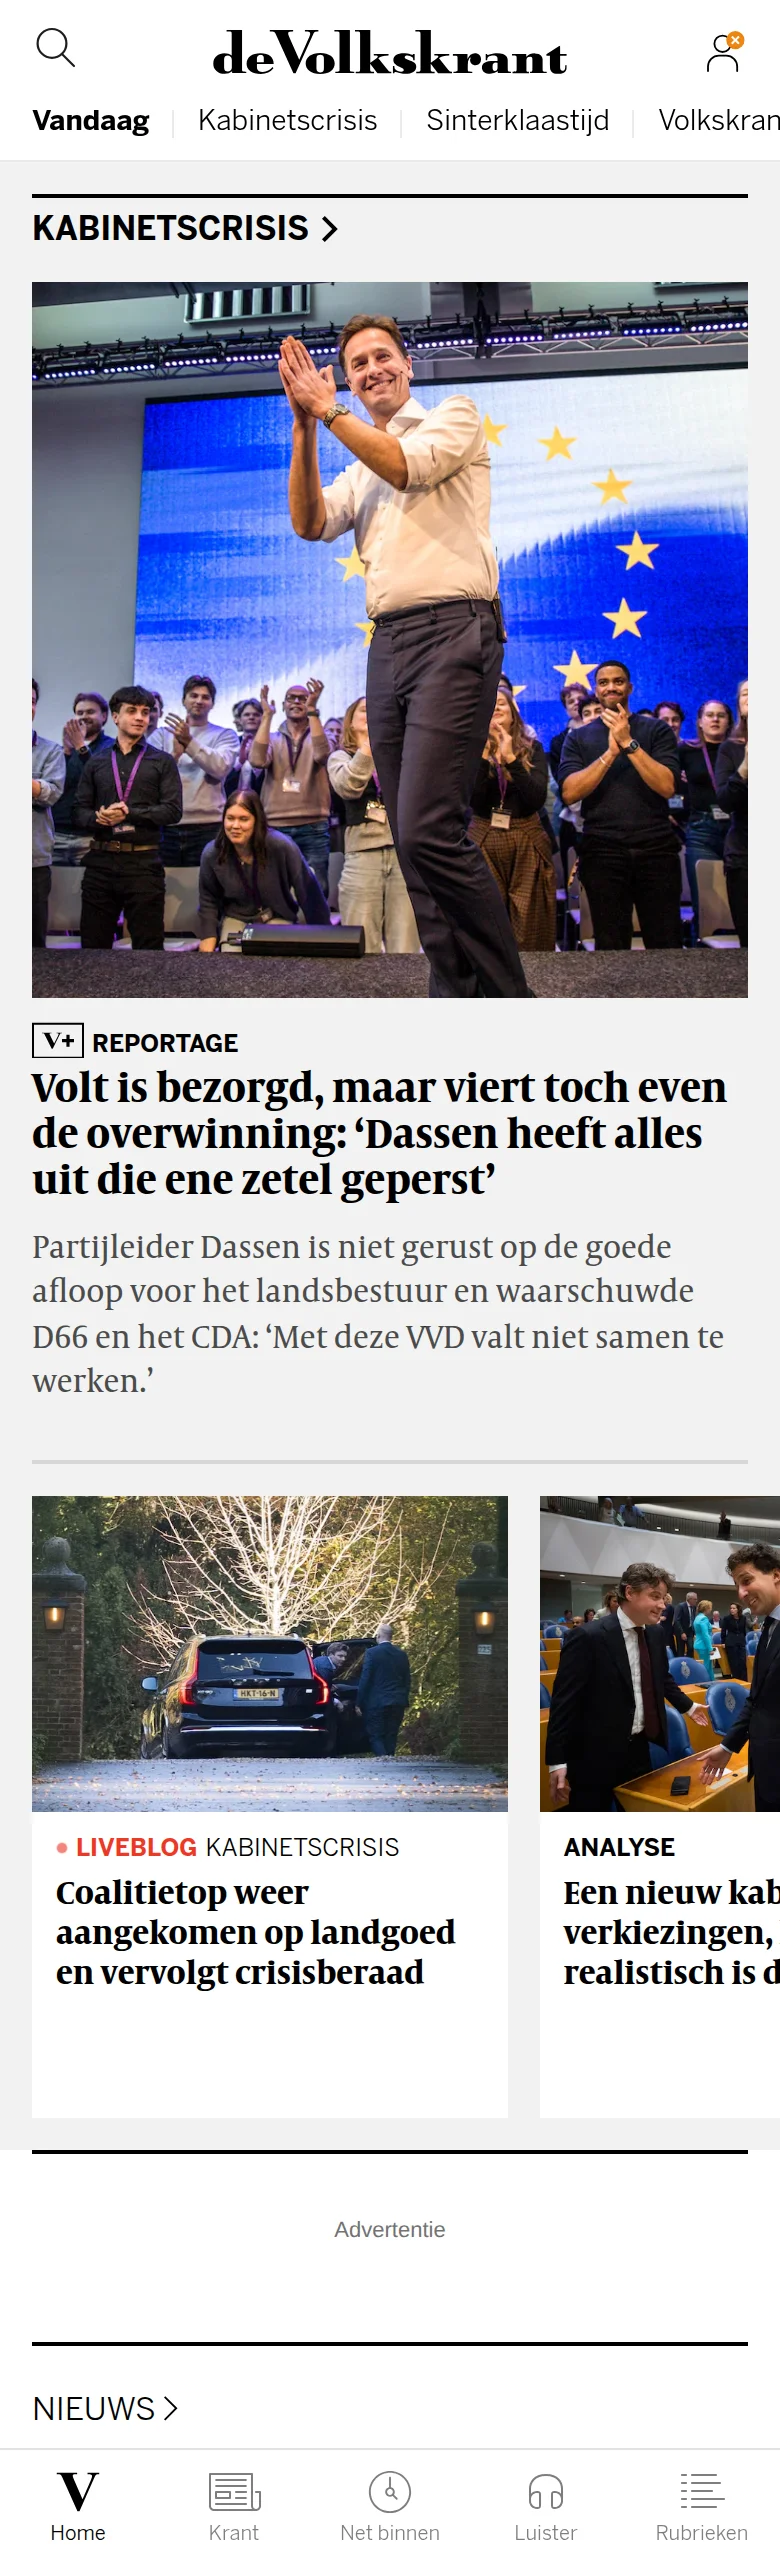 deVolkskrant
Vandaag
Kabinetscrisis
Sinterklaastijd
Volkskran
KABINETSCRISIS
V+ REPORTAGE
Volt is bezorgd, maar viert toch even
de overwinning: ‘Dassen heeft alles
uit die ene zetel geperst’
Partijleider Dassen is niet gerust op de goede
afloop voor het landsbestuur en waarschuwde
D66 en het CDA: ‘Met deze VVD valt niet samen te
werken.’
HKT-16-N
LIVEBLOG KABINETSCRISIS
Coalitietop weer
aangekomen op landgoed
en vervolgt crisisberaad
ANALYSE
Een nieuw kab
verkiezingen,
realistisch is d
Advertentie
NIEUWS
Home
Krant
Net binnen
Luister
Rubrieken